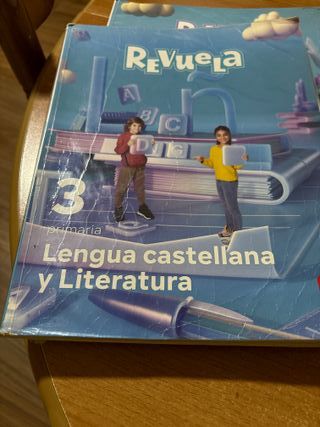 REVUELA
A
A B C
D G
3
primaria
Lengua castellana
y Literatura